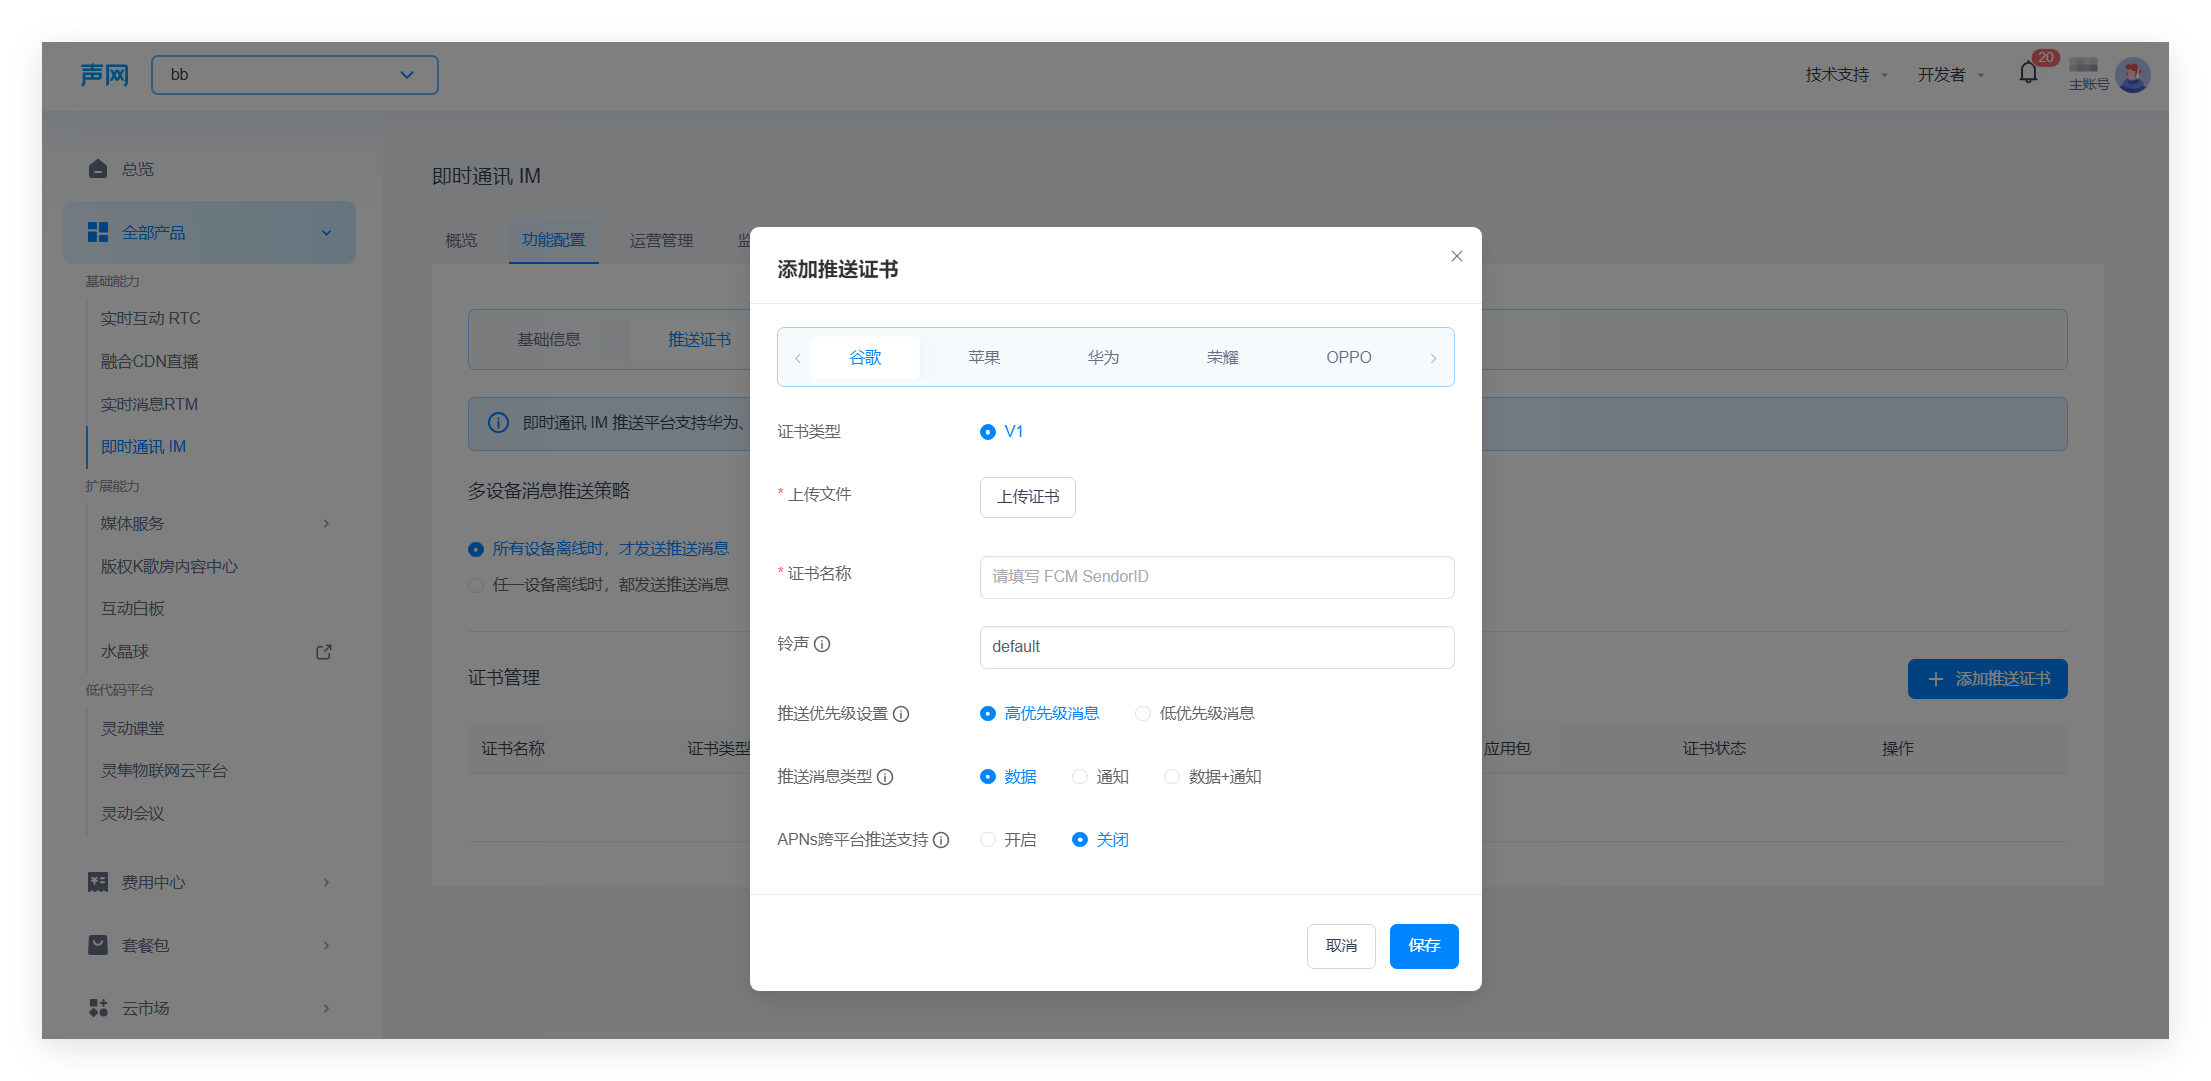 声网
bb
技术支持
开发者
20
主账号
总览
全部产品
基础能力
实时互动 RTC
融合CDN直播
实时消息RTM
即时通讯 IM
扩展能力
媒体服务
版权K歌房内容中心
互动白板
水晶球
低代码平台
灵动课堂
灵隼物联网云平台
灵动会议
费用中心
套餐包
云市场
即时通讯 IM
概览
功能配置
运营管理
监
基础信息
推送证书
即时通讯 IM 推送平台支持华为、
多设备消息推送策略
所有设备离线时，才发送推送消息
任一设备离线时，都发送推送消息
证书管理
添加推送证书
证书名称
证书类型
应用包
证书状态
操作
添加推送证书
谷歌
苹果
华为
荣耀
OPPO
证书类型
V1
* 上传文件
上传证书
* 证书名称
请填写 FCM SendorID
铃声
default
推送优先级设置
高优先级消息
低优先级消息
推送消息类型
数据
通知
数据+通知
APNs跨平台推送支持
开启
关闭
取消
保存